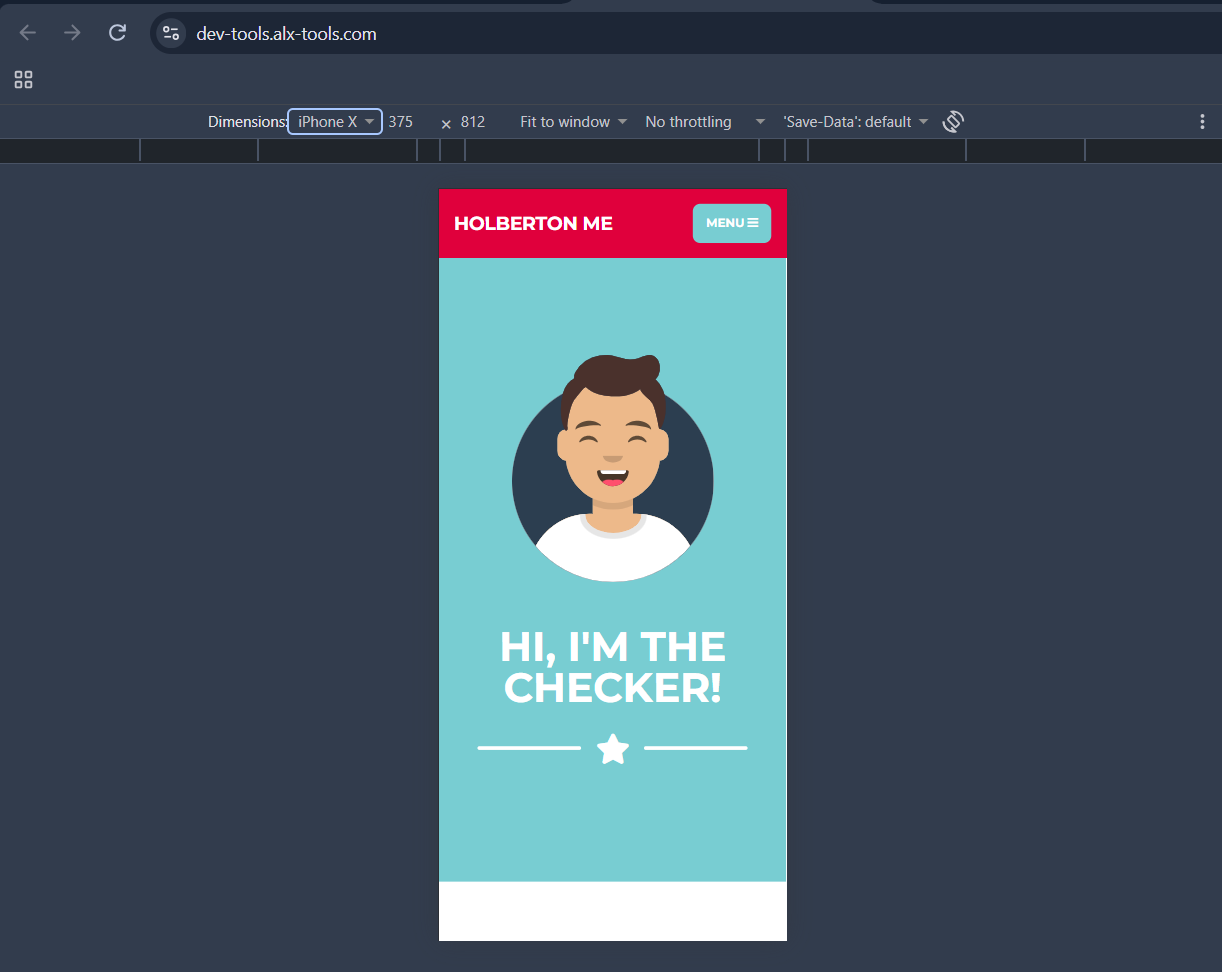 dev-tools.alx-tools.com
Dimensions: iPhone X 375 × 812 Fit to window No throttling 'Save-Data': default
HOLBERTON ME
MENU
HI, I'M THE
CHECKER!